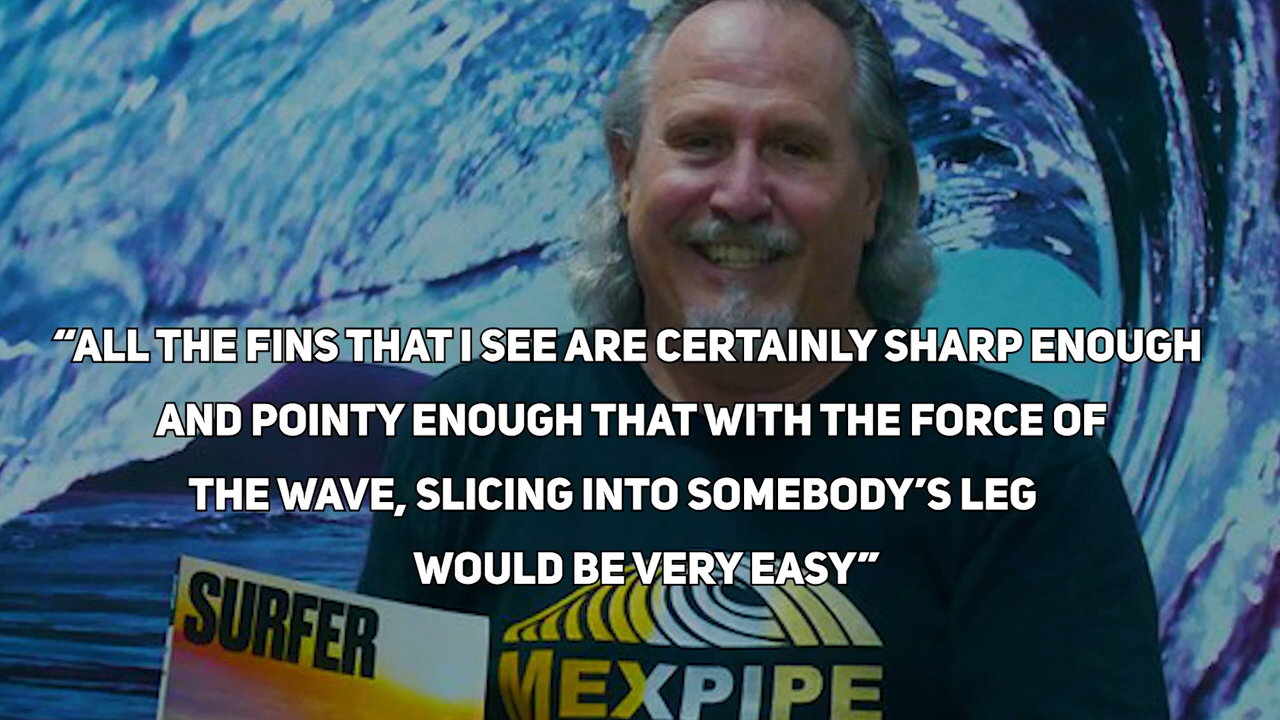 “ALL THE FINS THAT I SEE ARE CERTAINLY SHARP ENOUGH
AND POINTY ENOUGH THAT WITH THE FORCE OF
THE WAVE, SLICING INTO SOMEBODY’S LEG
WOULD BE VERY EASY”
SURFER
MEXPIPE